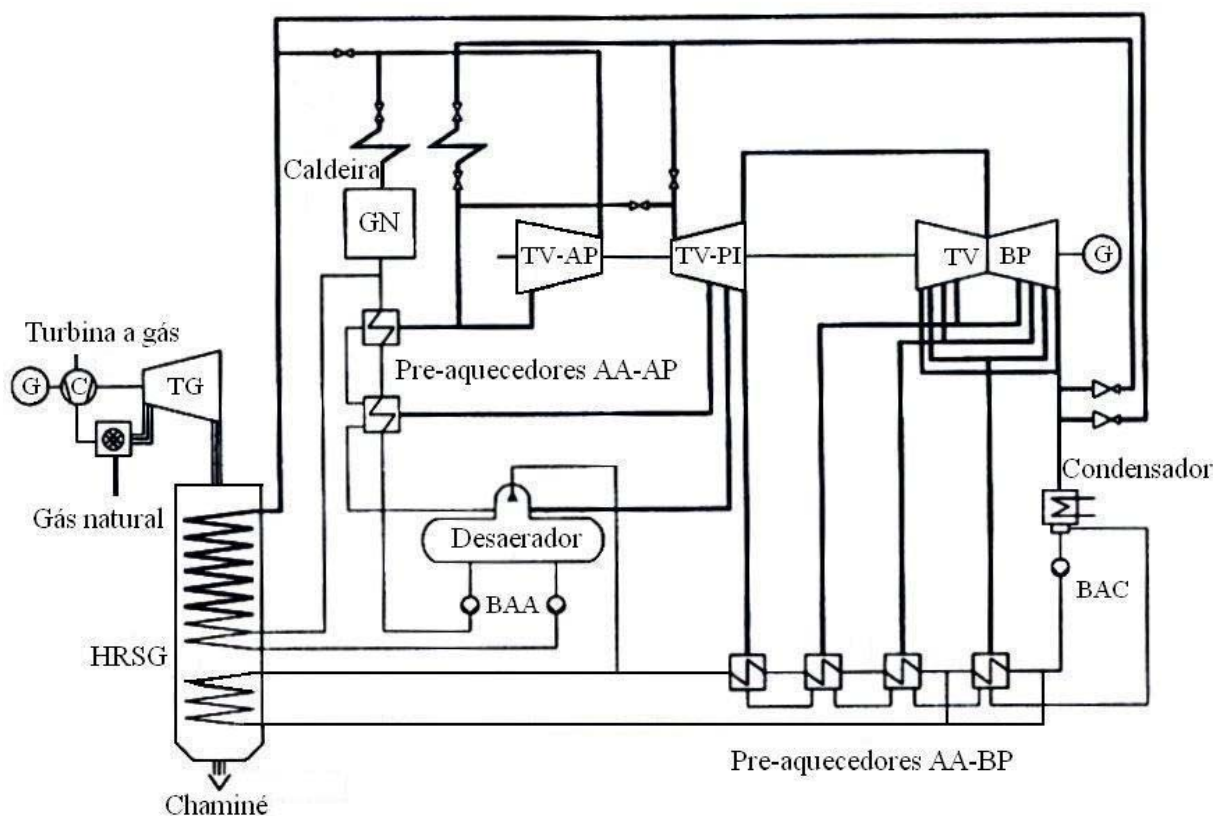 Caldeira
GN
TV-AP
TV-PI
TV BP
G
Turbina a gás
G
C
TG
Pre-aquecedores AA-AP
Gás natural
Condensador
Desaerador
BAA
BAC
HRSG
Pre-aquecedores AA-BP
Chaminé